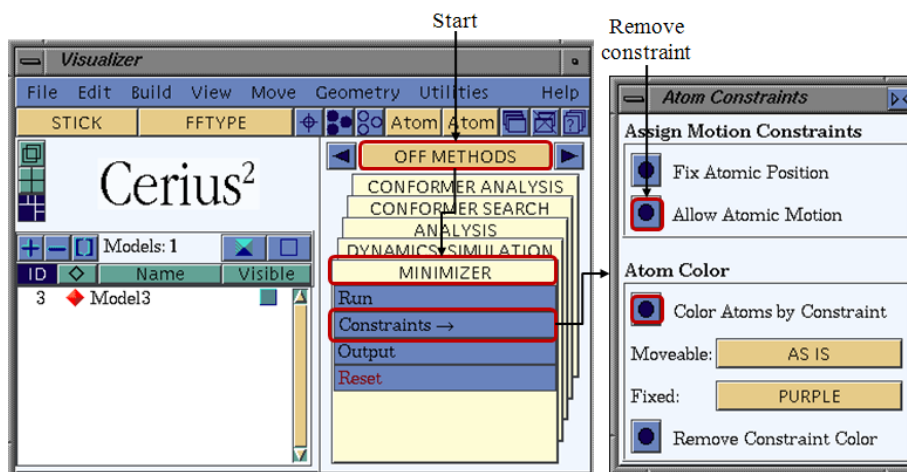 Start
Remove
constraint
Visualizer
File Edit Build View Move Geometry Utilities Help
STICK FFTYPE Atom Atom
Cerius²
Models: 1
ID Name Visible
3 Model3
OFF METHODS
CONFORMER ANALYSIS
CONFORMER SEARCH
ANALYSIS
DYNAMICS SIMULATION
MINIMIZER
Run
Constraints →
Output
Reset
Atom Constraints
Assign Motion Constraints
Fix Atomic Position
Allow Atomic Motion
Atom Color
Color Atoms by Constraint
Moveable: AS IS
Fixed: PURPLE
Remove Constraint Color